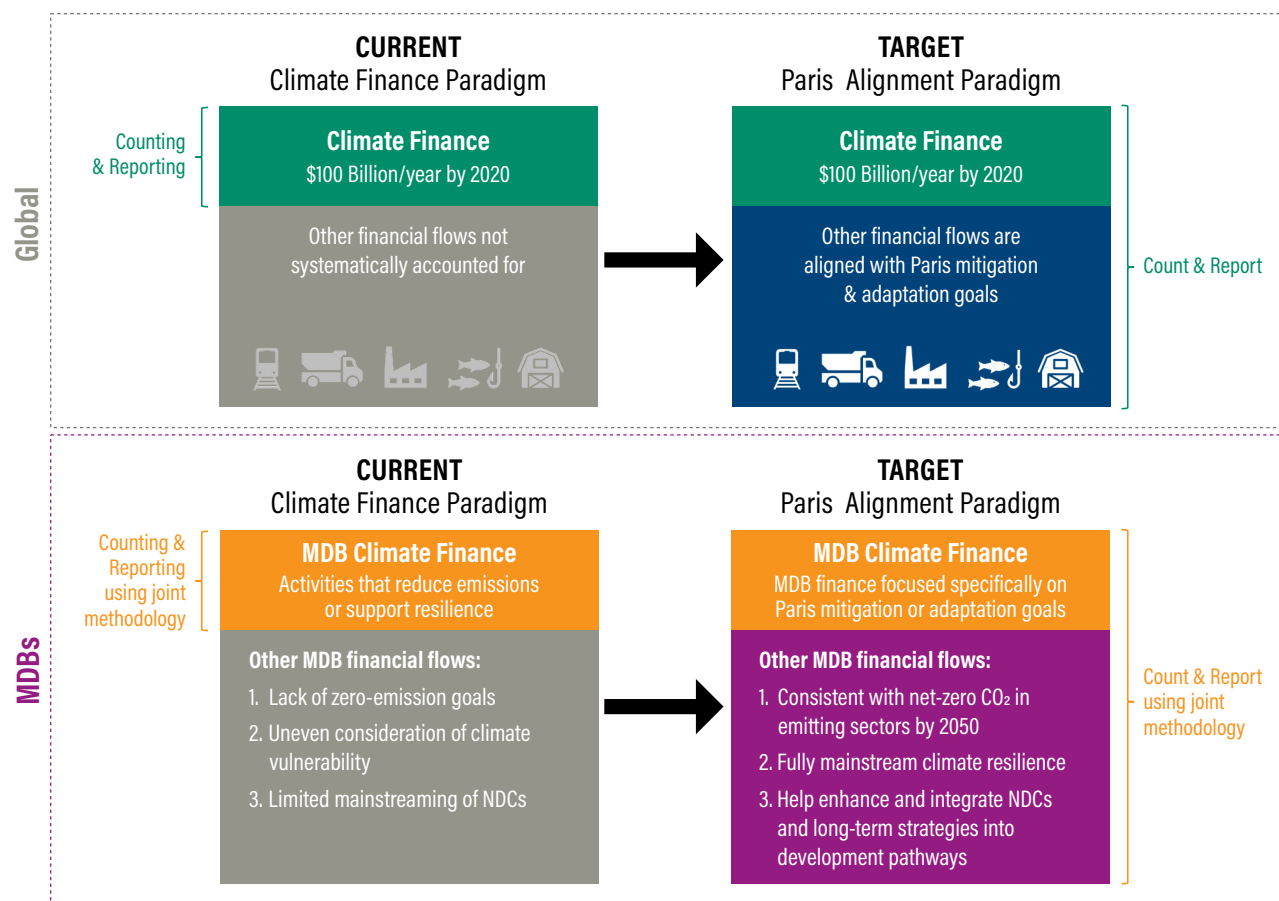 Global
CURRENT
Climate Finance Paradigm
TARGET
Paris Alignment Paradigm
Counting
& Reporting
Climate Finance
$100 Billion/year by 2020
Other financial flows not
systematically accounted for
Climate Finance
$100 Billion/year by 2020
Other financial flows are
aligned with Paris mitigation
& adaptation goals
Count & Report
MDBs
CURRENT
Climate Finance Paradigm
TARGET
Paris Alignment Paradigm
Counting &
Reporting
using joint
methodology
MDB Climate Finance
Activities that reduce emissions
or support resilience
Other MDB financial flows:
1. Lack of zero-emission goals
2. Uneven consideration of climate
vulnerability
3. Limited mainstreaming of NDCs
MDB Climate Finance
MDB finance focused specifically on
Paris mitigation or adaptation goals
Other MDB financial flows:
1. Consistent with net-zero CO₂ in
emitting sectors by 2050
2. Fully mainstream climate resilience
3. Help enhance and integrate NDCs
and long-term strategies into
development pathways
Count & Report
using joint
methodology